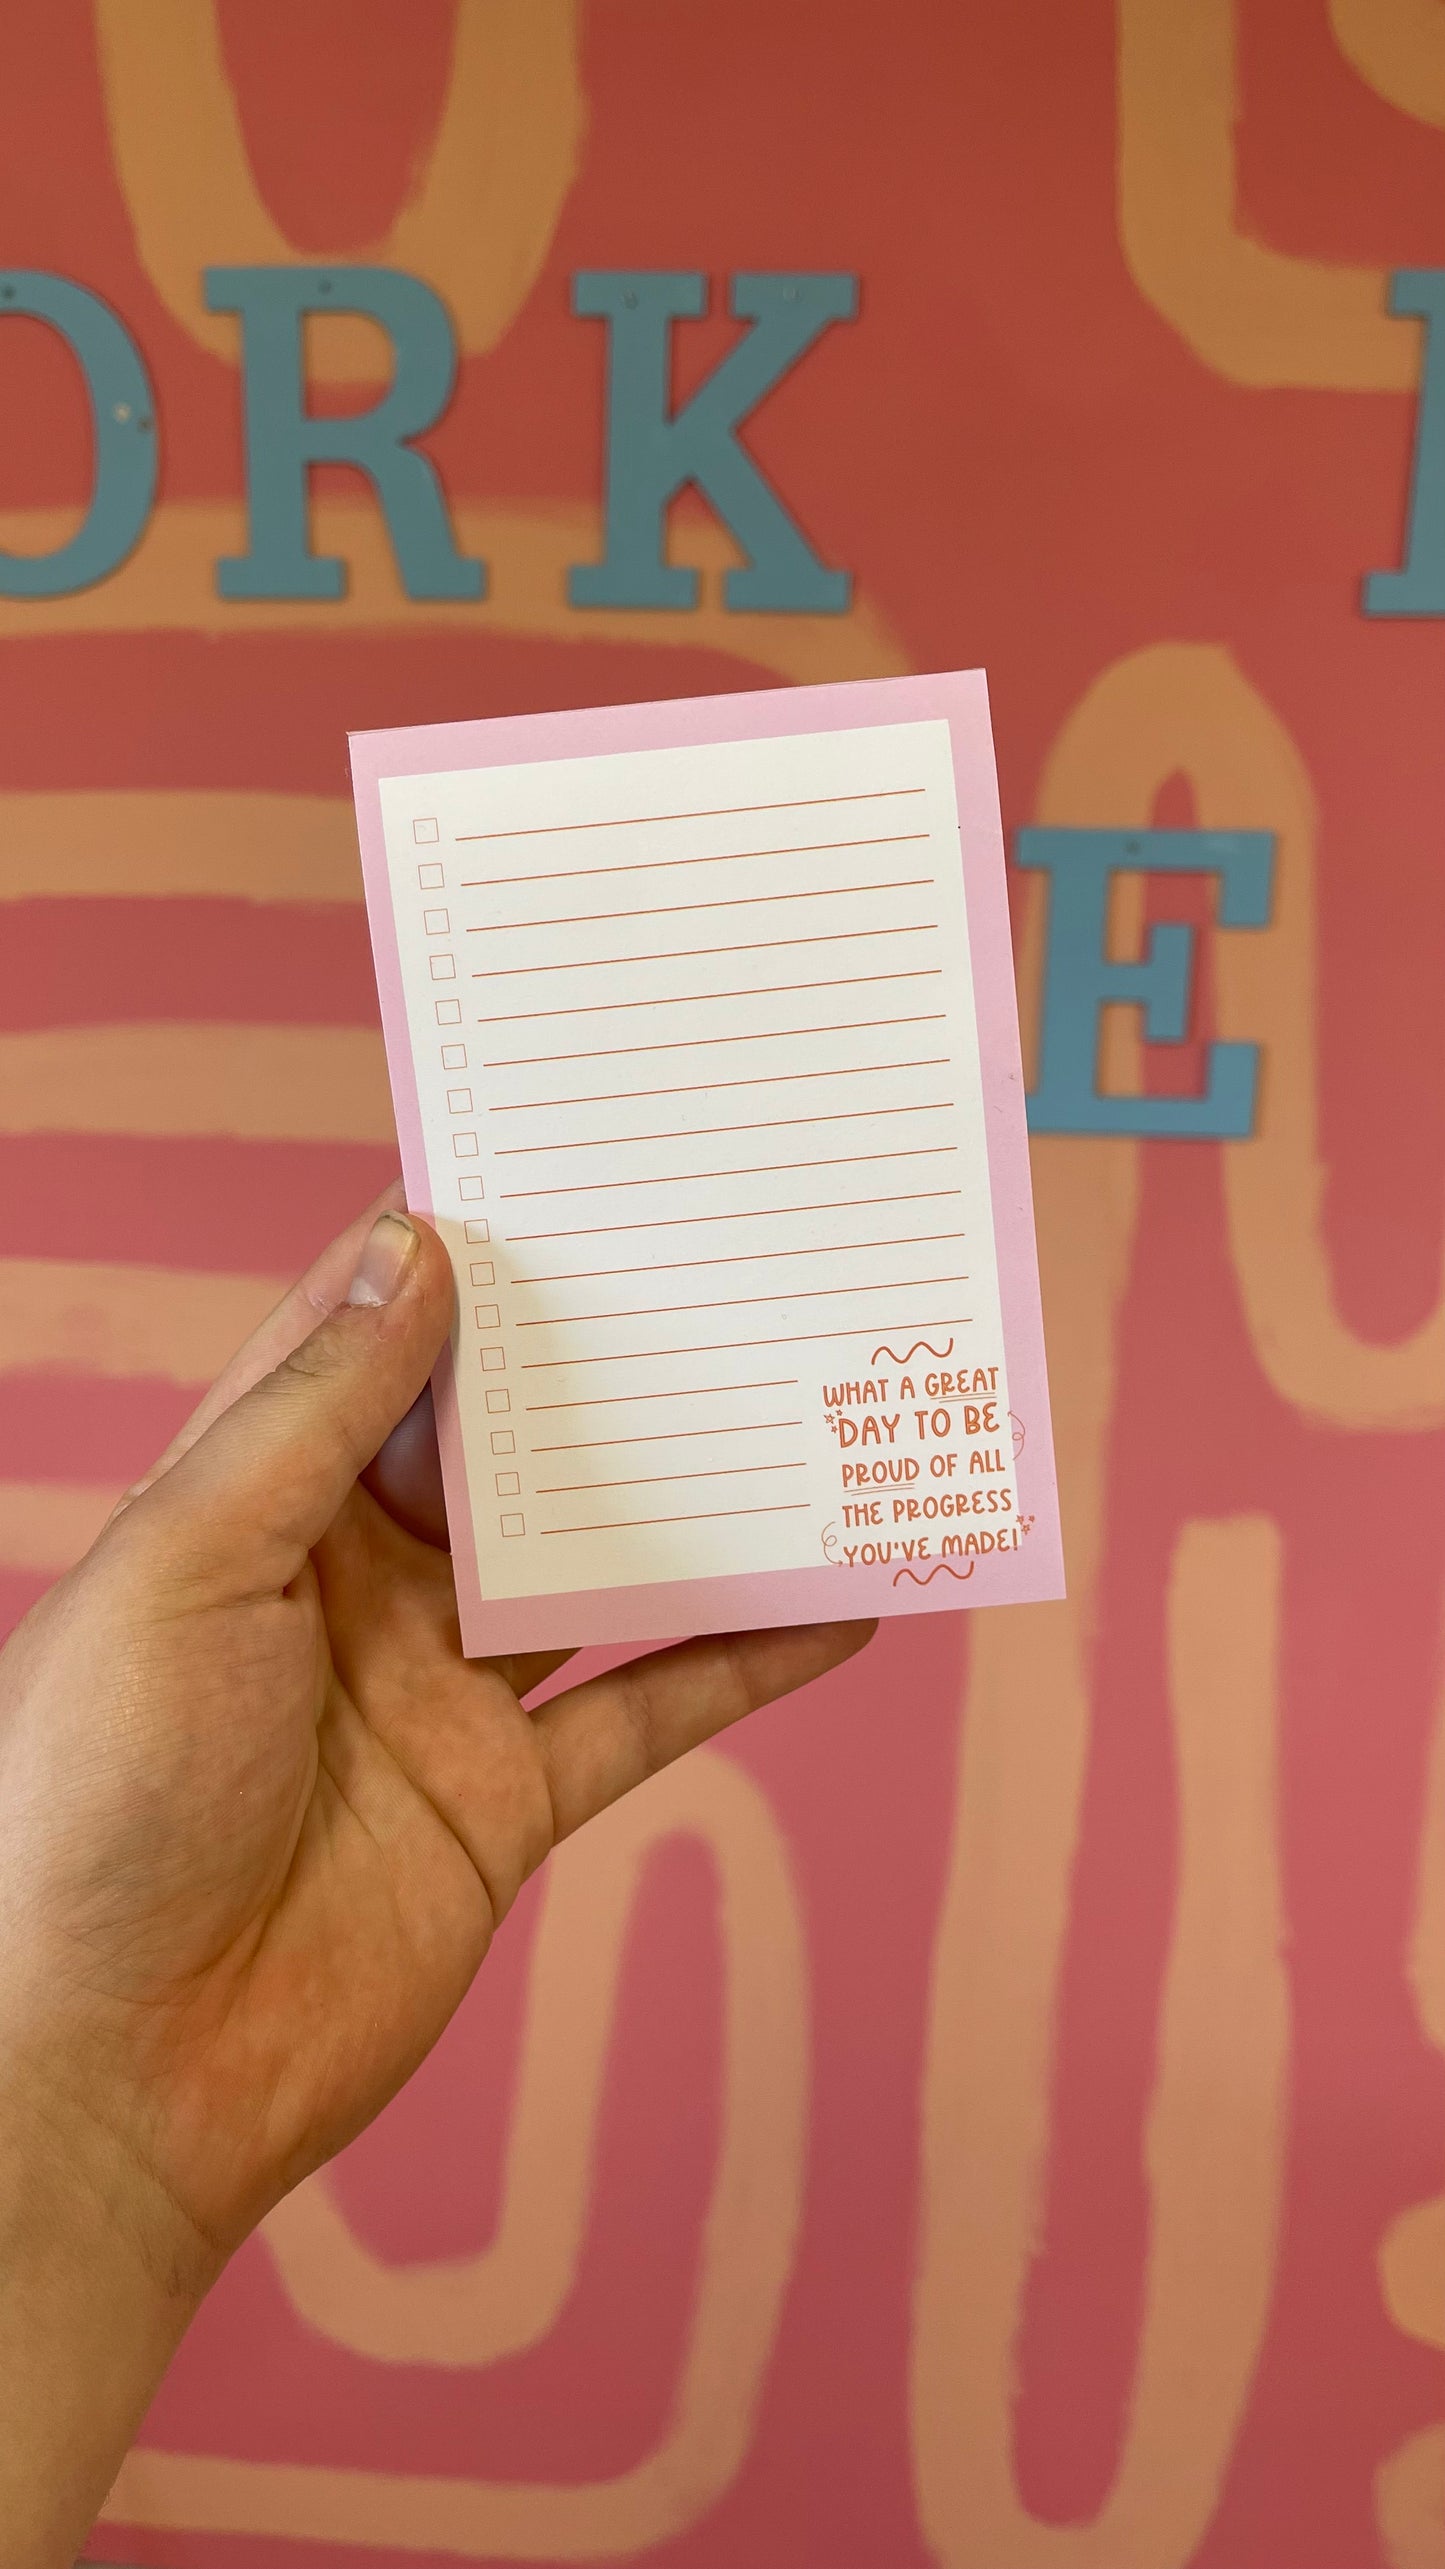 ORK
E
WHAT A GREAT
DAY TO BE
PROUD OF ALL
THE PROGRESS
YOU'VE MADE!